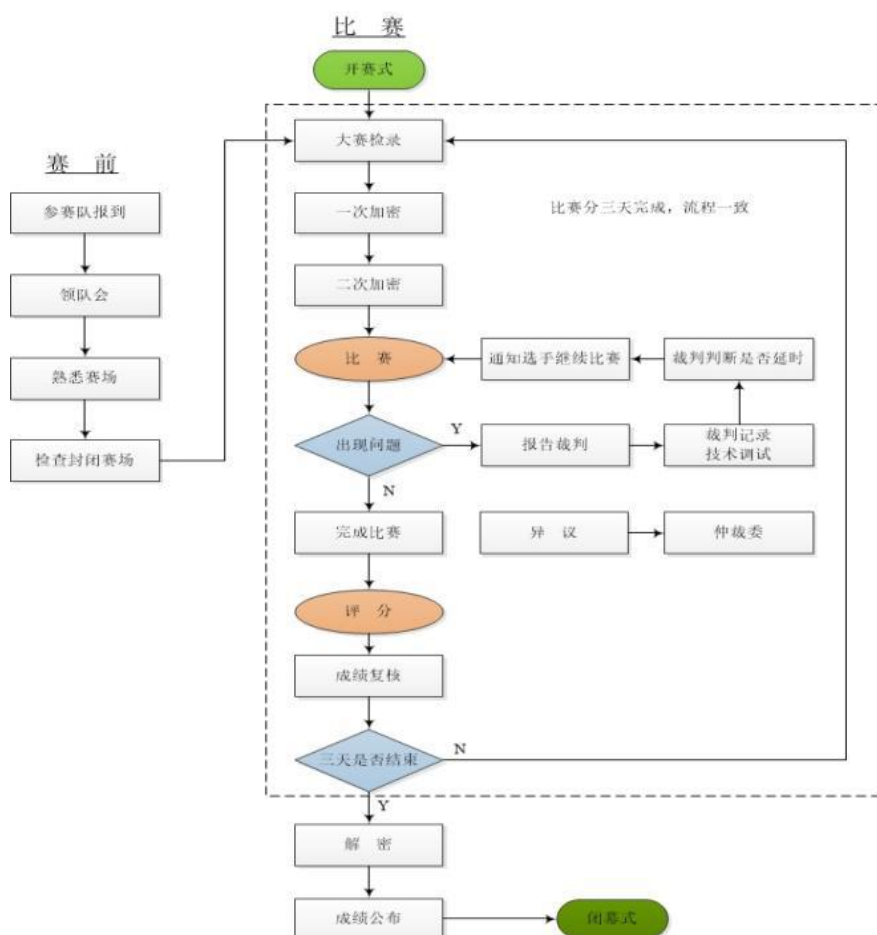 比 赛
开赛式
大赛检录
赛 前
参赛队报到
一次加密
比赛分三天完成，流程一致
领队会
二次加密
熟悉赛场
比 赛
通知选手继续比赛
裁判判断是否延时
检查封闭赛场
出现问题
Y
报告裁判
裁判记录
技术调试
N
完成比赛
异 议
仲裁委
评 分
成绩复核
三天是否结束
N
Y
解 密
成绩公布
闭幕式